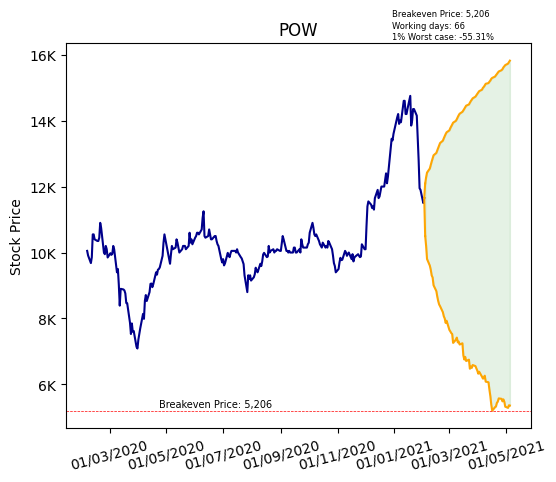 Breakeven Price: 5,206
Working days: 66
1% Worst case: -55.31%
POW
16K
14K
12K
10K
8K
6K
Stock Price
Breakeven Price: 5,206
01/03/2020
01/05/2020
01/07/2020
01/09/2020
01/11/2020
01/01/2021
01/03/2021
01/05/2021